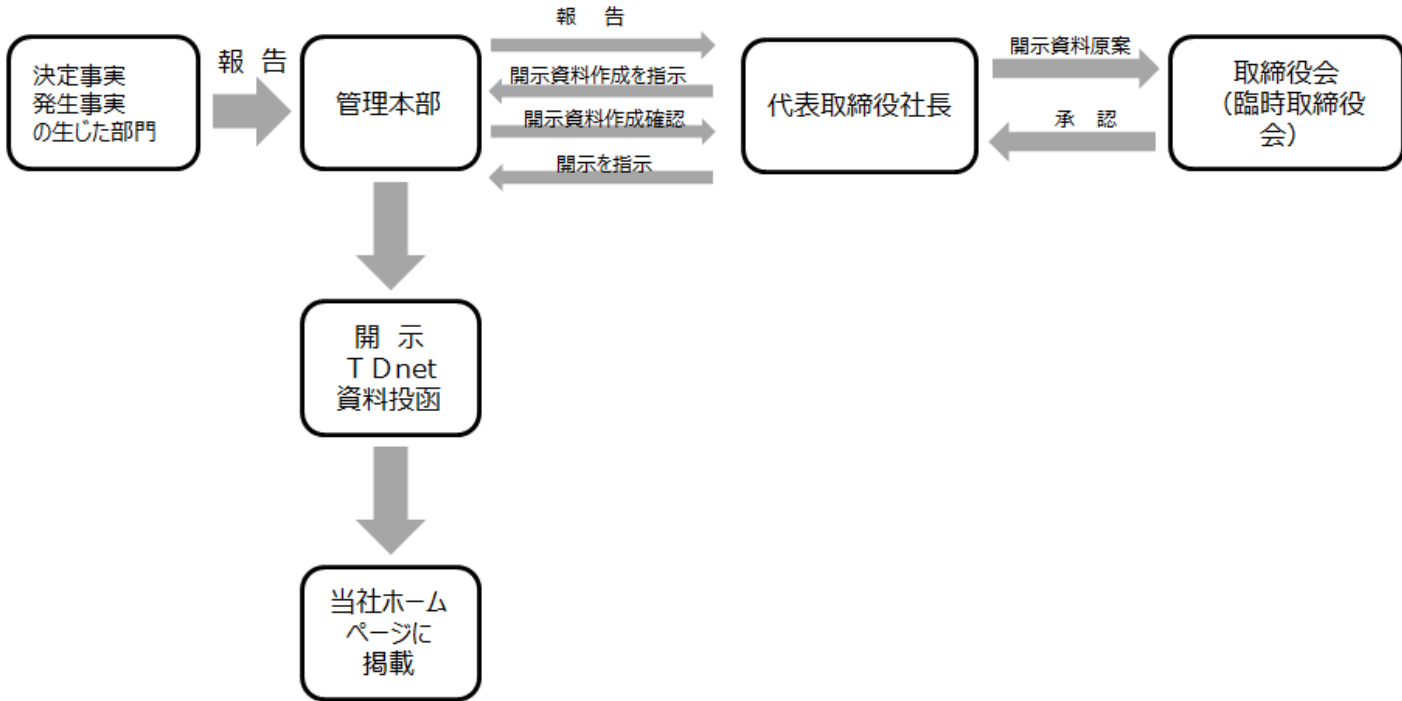 決定事実
発生事実
の生じた部門
報 告
管理本部
報 告
開示資料作成を指示
開示資料作成確認
開示を指示
代表取締役社長
開示資料原案
承 認
取締役会
(臨時取締役
会)
開 示
TDnet
資料投函
当社ホーム
ページに
掲載